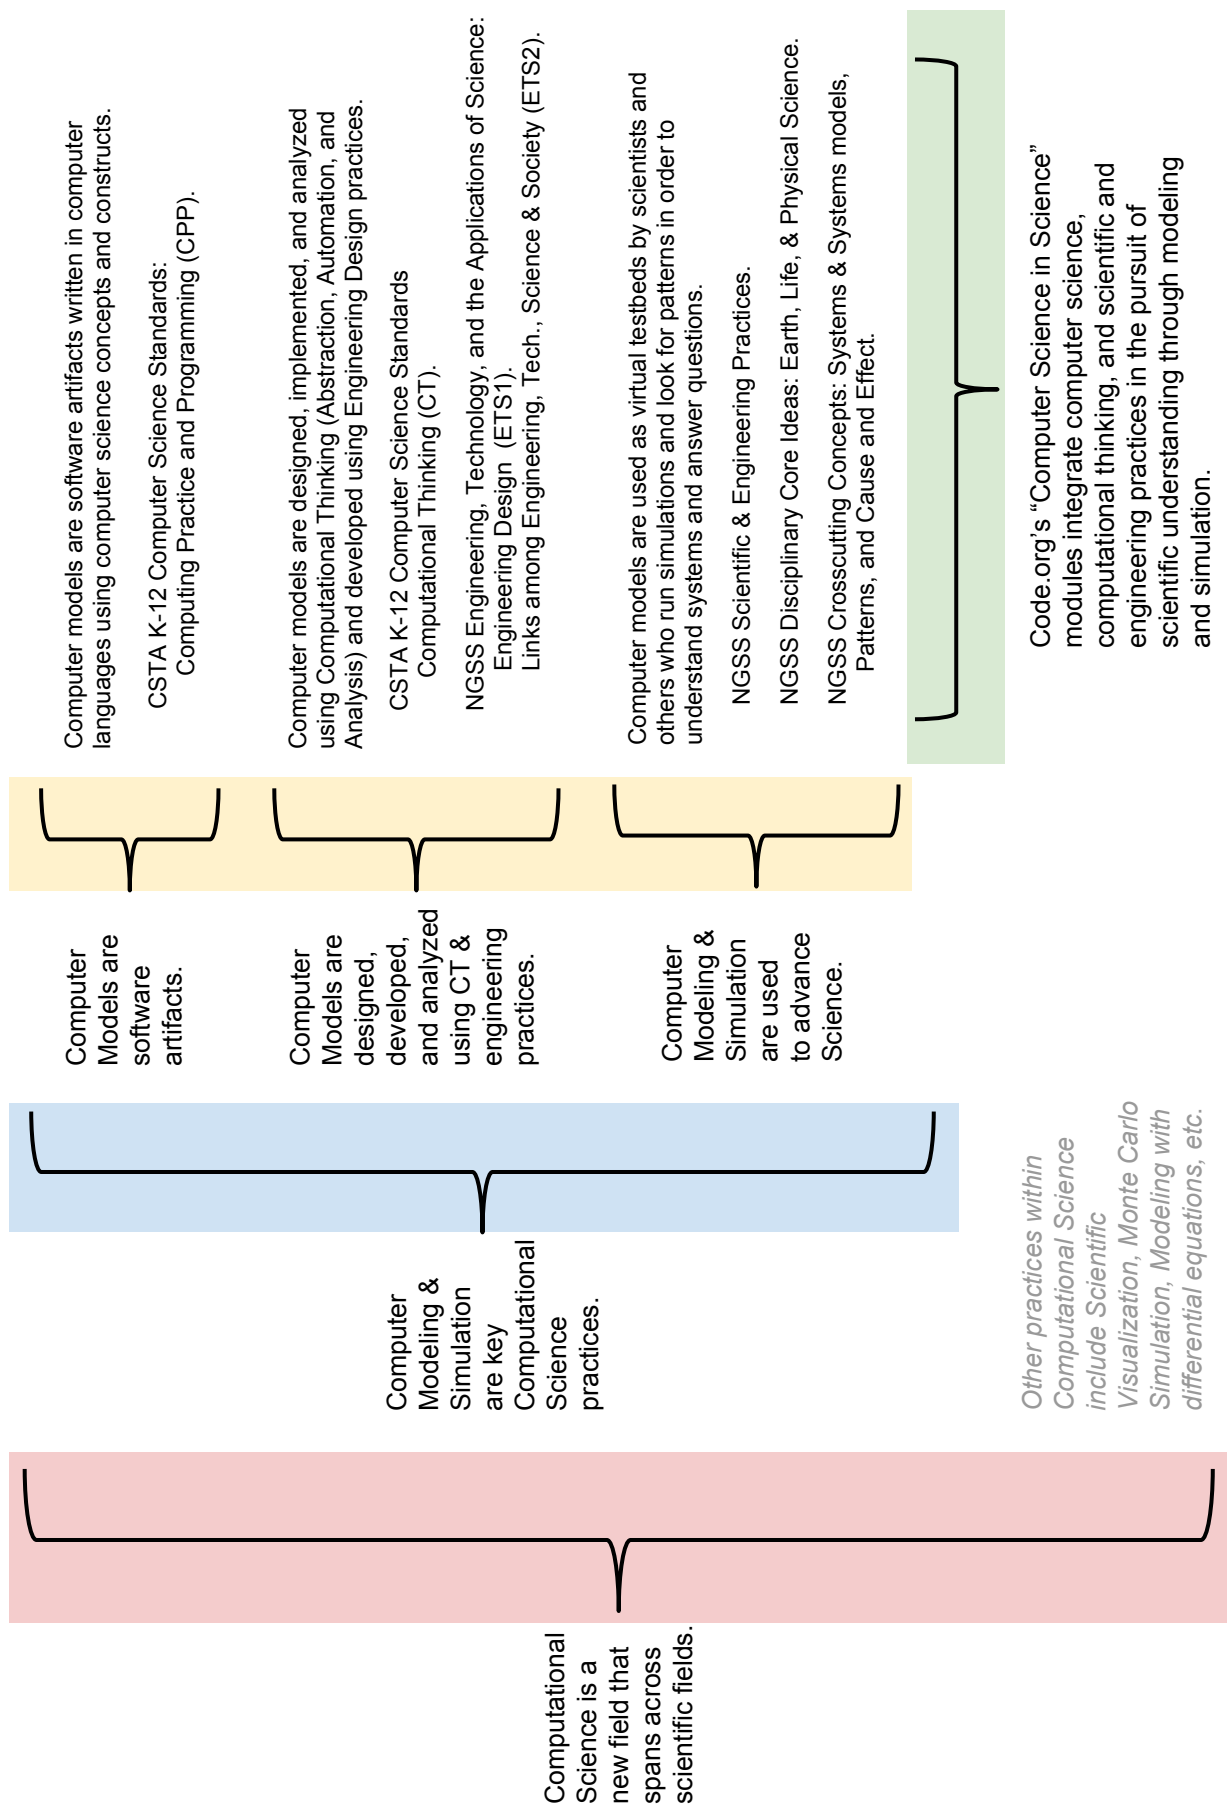 Computational
Science is a
new field that
spans across
scientific fields.
Computer
Modeling &
Simulation
are key
Computational
Science
practices.
Other practices within
Computational Science
include Scientific
Visualization, Monte Carlo
Simulation, Modeling with
differential equations, etc.
Computer
Models are
software
artifacts.
Computer
Models are
designed,
developed,
and analyzed
using CT &
engineering
practices.
Computer
Modeling &
Simulation
are used
to advance
Science.
Computer models are software artifacts written in computer
languages using computer science concepts and constructs.
CSTA K-12 Computer Science Standards:
Computing Practice and Programming (CPP).
Computer models are designed, implemented, and analyzed
using Computational Thinking (Abstraction, Automation, and
Analysis) and developed using Engineering Design practices.
CSTA K-12 Computer Science Standards
Computational Thinking (CT).
NGSS Engineering, Technology, and the Applications of Science:
Engineering Design (ETS1).
Links among Engineering, Tech., Science & Society (ETS2).
Computer models are used as virtual testbeds by scientists and
others who run simulations and look for patterns in order to
understand systems and answer questions.
NGSS Scientific & Engineering Practices.
NGSS Disciplinary Core Ideas: Earth, Life, & Physical Science.
NGSS Crosscutting Concepts: Systems & Systems models,
Patterns, and Cause and Effect.
Code.org's “Computer Science in Science”
modules integrate computer science,
computational thinking, and scientific and
engineering practices in the pursuit of
scientific understanding through modeling
and simulation.